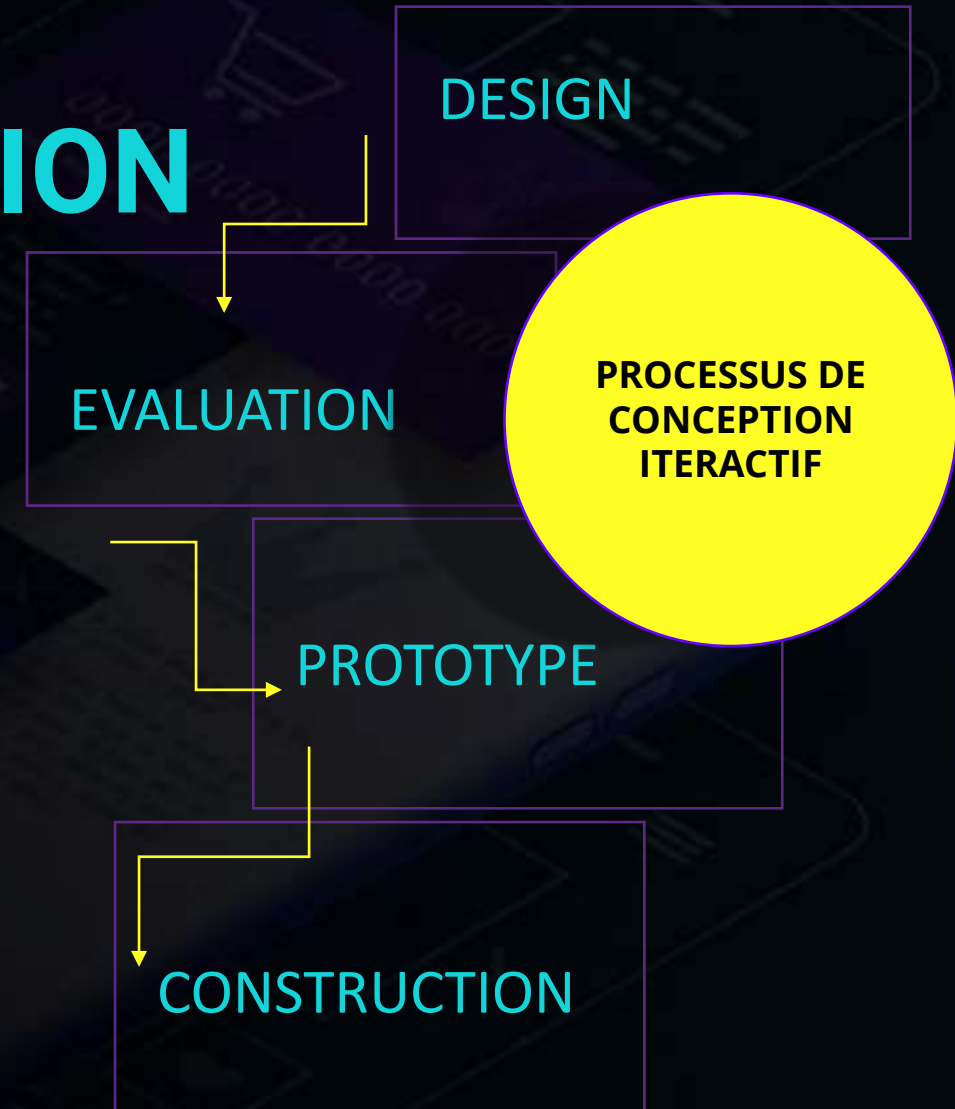 DESIGN
ION
EVALUATION
PROCESSUS DE
CONCEPTION
ITERACTIF
PROTOTYPE
CONSTRUCTION